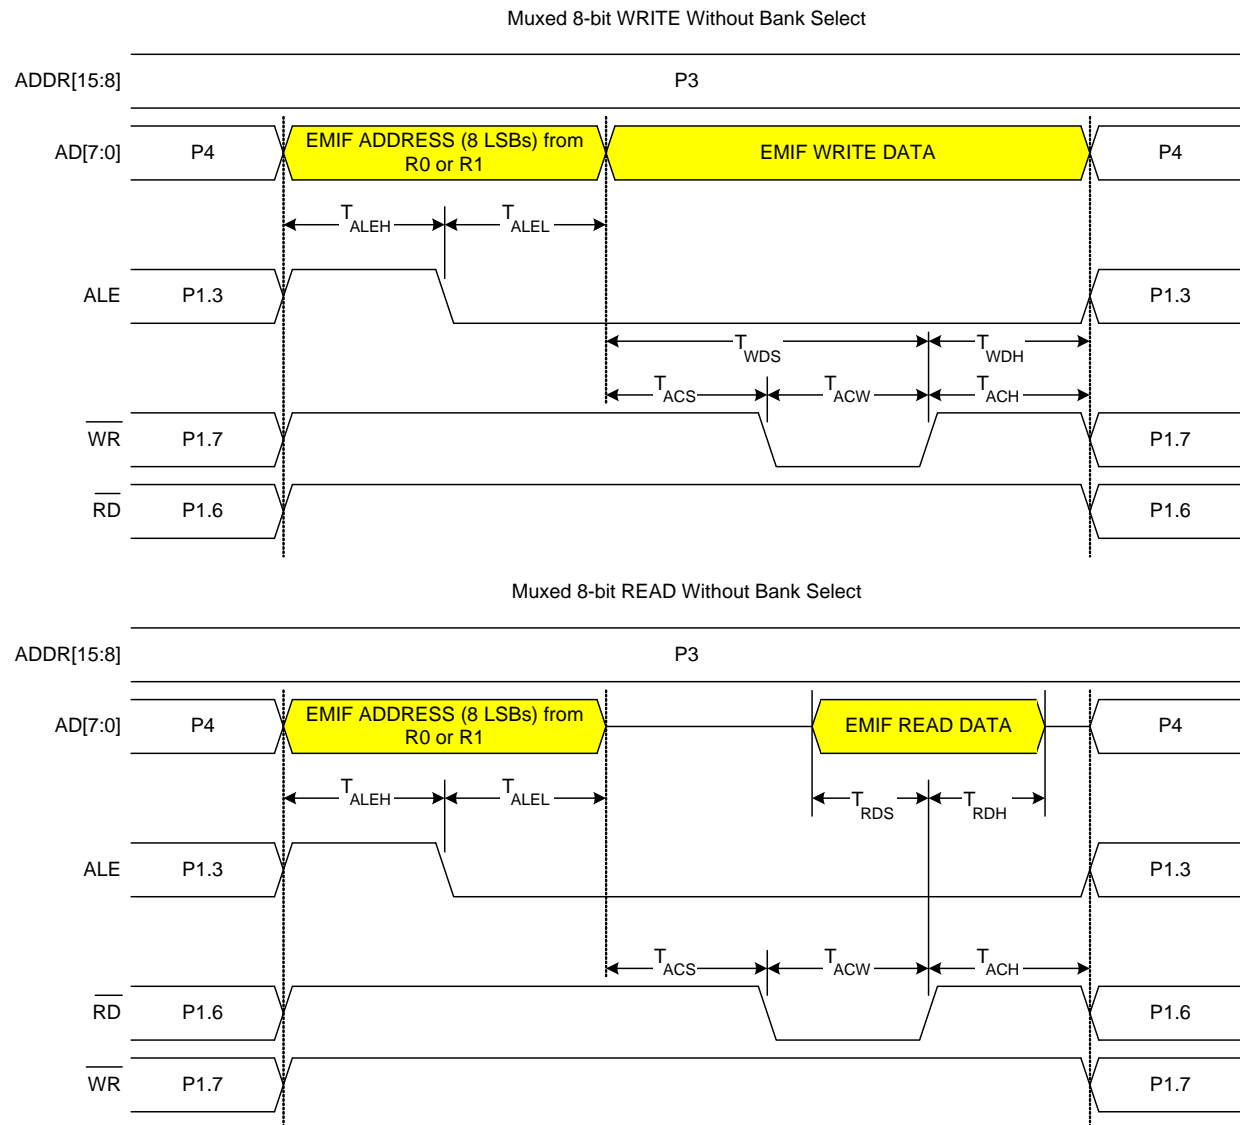 Muxed 8-bit WRITE Without Bank Select
ADDR[15:8] P3
AD[7:0] P4 EMIF ADDRESS (8 LSBs) from R0 or R1 EMIF WRITE DATA P4
TALEH TALEL
ALE P1.3 P1.3
TWDS TWDH
TACS TACW TACH
WR P1.7 P1.7
RD P1.6 P1.6
Muxed 8-bit READ Without Bank Select
ADDR[15:8] P3
AD[7:0] P4 EMIF ADDRESS (8 LSBs) from R0 or R1 EMIF READ DATA P4
TALEH TALEL TRDS TRDH
ALE P1.3 P1.3
TACS TACW TACH
RD P1.6 P1.6
WR P1.7 P1.7